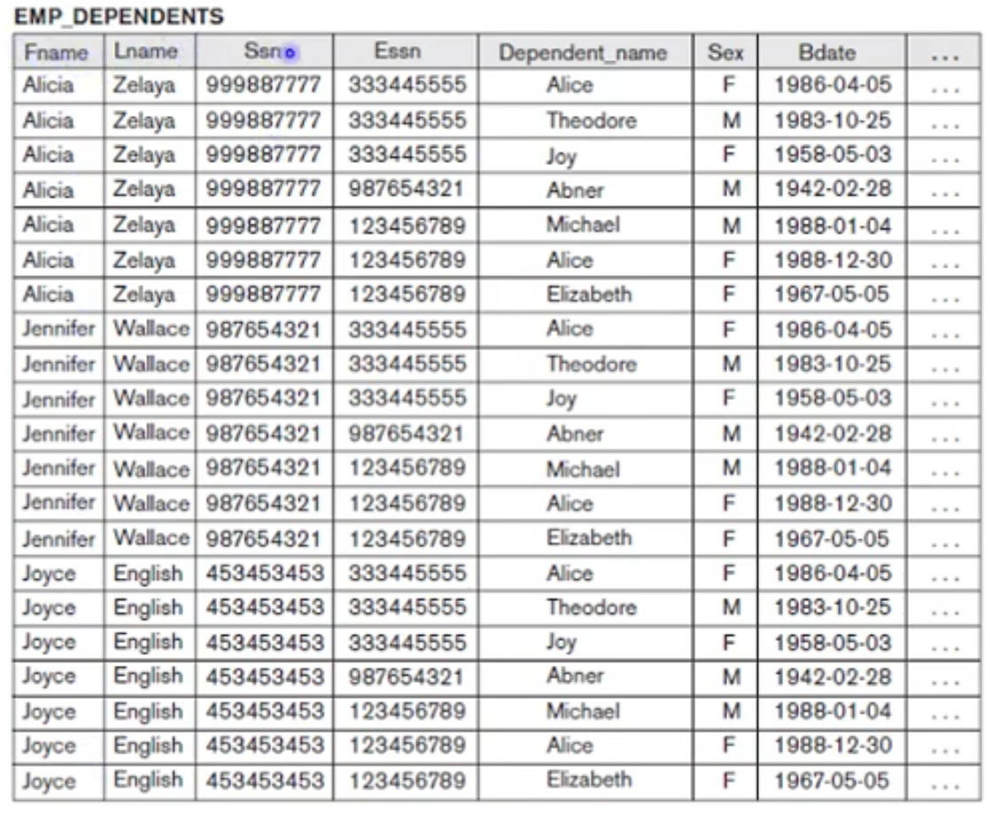 EMP_DEPENDENTS
Fname Lname Ssn Essn Dependent_name Sex Bdate ...
Alicia Zelaya 999887777 333445555 Alice F 1986-04-05 ...
Alicia Zelaya 999887777 333445555 Theodore M 1983-10-25 ...
Alicia Zelaya 999887777 333445555 Joy F 1958-05-03 ...
Alicia Zelaya 999887777 987654321 Abner M 1942-02-28 ...
Alicia Zelaya 999887777 123456789 Michael M 1988-01-04 ...
Alicia Zelaya 999887777 123456789 Alice F 1988-12-30 ...
Alicia Zelaya 999887777 123456789 Elizabeth F 1967-05-05 ...
Jennifer Wallace 987654321 333445555 Alice F 1986-04-05 ...
Jennifer Wallace 987654321 333445555 Theodore M 1983-10-25 ...
Jennifer Wallace 987654321 333445555 Joy F 1958-05-03 ...
Jennifer Wallace 987654321 987654321 Abner M 1942-02-28 ...
Jennifer Wallace 987654321 123456789 Michael M 1988-01-04 ...
Jennifer Wallace 987654321 123456789 Alice F 1988-12-30 ...
Jennifer Wallace 987654321 123456789 Elizabeth F 1967-05-05 ...
Joyce English 453453453 333445555 Alice F 1986-04-05 ...
Joyce English 453453453 333445555 Theodore M 1983-10-25 ...
Joyce English 453453453 333445555 Joy F 1958-05-03 ...
Joyce English 453453453 987654321 Abner M 1942-02-28 ...
Joyce English 453453453 123456789 Michael M 1988-01-04 ...
Joyce English 453453453 123456789 Alice F 1988-12-30 ...
Joyce English 453453453 123456789 Elizabeth F 1967-05-05 ...